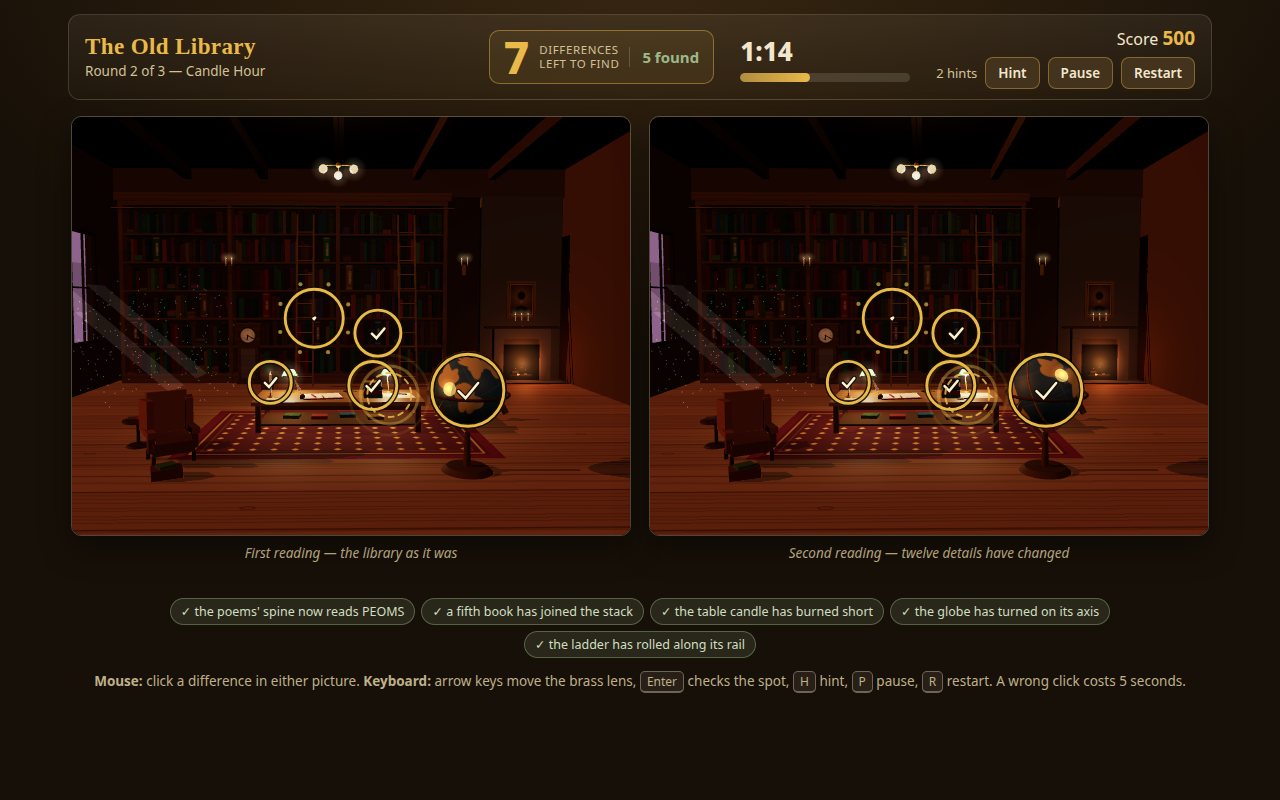 The Old Library
Round 2 of 3 — Candle Hour
7
DIFFERENCES
LEFT TO FIND
5 found
1:14
Score 500
2 hints
Hint
Pause
Restart
First reading — the library as it was
Second reading — twelve details have changed
✓ the poems' spine now reads PEOMS
✓ a fifth book has joined the stack
✓ the table candle has burned short
✓ the globe has turned on its axis
✓ the ladder has rolled along its rail
Mouse: click a difference in either picture. Keyboard: arrow keys move the brass lens, Enter checks the spot, H hint, P pause, R restart. A wrong click costs 5 seconds.